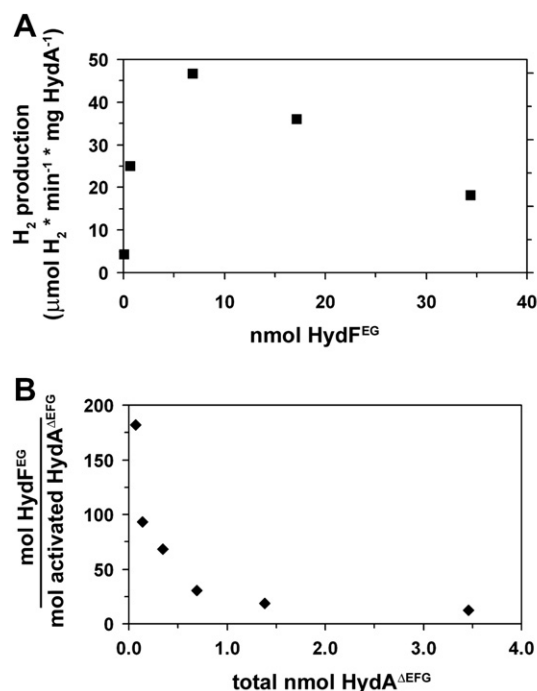 A
50
40
30
20
10
0
H₂ production
(μmol H₂ * min⁻¹ * mg HydA⁻¹)
0 10 20 30 40
nmol HydFᴱᴳ
B
200
150
100
50
0
mol HydFᴱᴳ
mol activated HydAᐞᴱFᴳ
0.0 1.0 2.0 3.0 4.0
total nmol HydAᐞᴱFᴳ